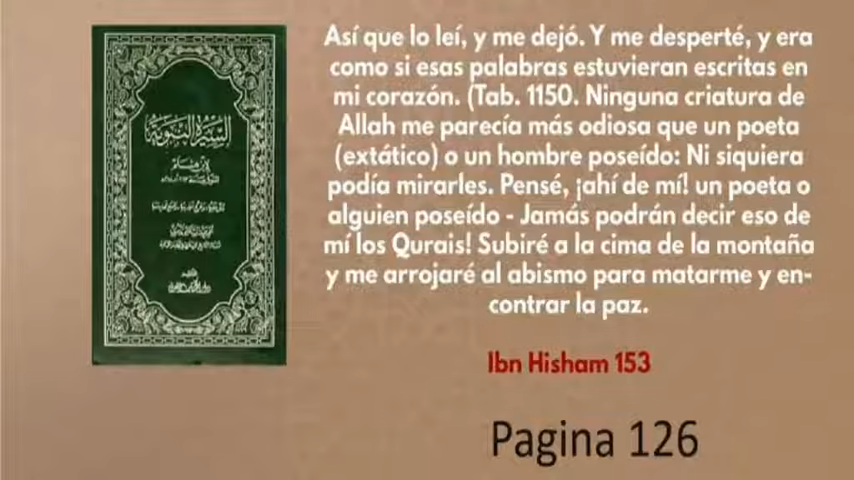 السيرة النبوية
لابن هشام
Así que lo leí, y me dejó. Y me desperté, y era
como si esas palabras estuvieran escritas en
mi corazón. (Tab. 1150. Ninguna criatura de
Allah me parecía más odiosa que un poeta
(extático) o un hombre poseído: Ni siquiera
podía mirarles. Pensé, ¡ahí de mí! un poeta o
alguien poseído - Jamás podrán decir eso de
mí los Qurais! Subiré a la cima de la montaña
y me arrojaré al abismo para matarme y en-
contrar la paz.
Ibn Hisham 153
Pagina 126